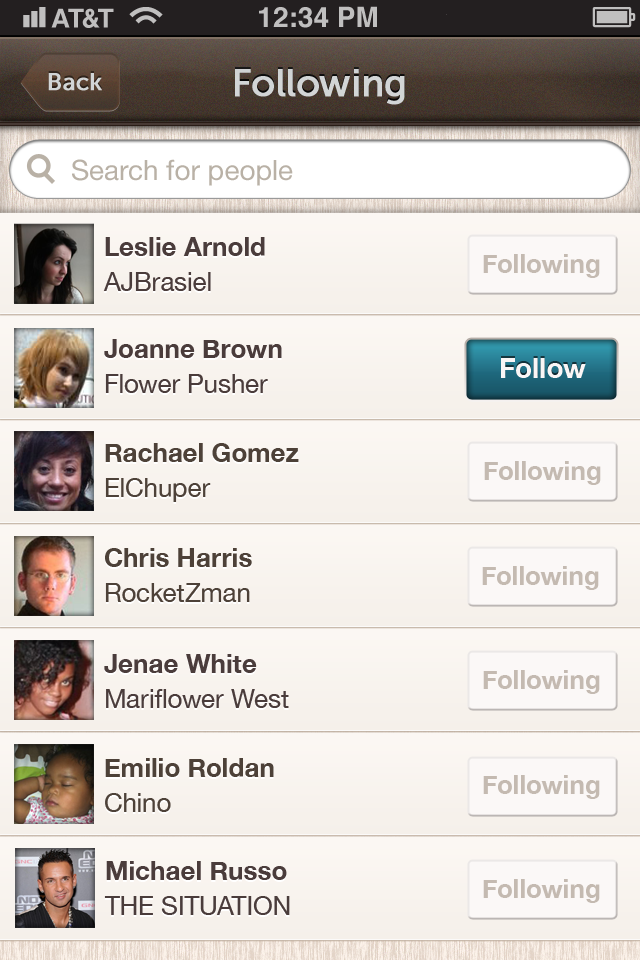 AT&T 12:34 PM
Back Following
Search for people
Leslie Arnold
AJBrasiel
Following
Joanne Brown
Flower Pusher
Follow
Rachael Gomez
ElChuper
Following
Chris Harris
RocketZman
Following
Jenae White
Mariflower West
Following
Emilio Roldan
Chino
Following
Michael Russo
THE SITUATION
Following
GNC